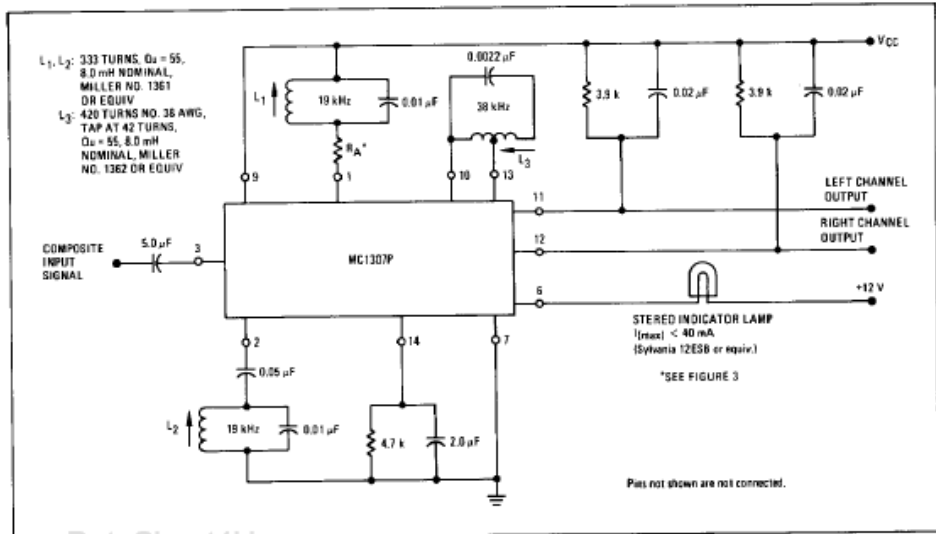 L1, L2: 333 TURNS, Qu = 55,
8.0 mH NOMINAL,
MILLER NO. 1361
OR EQUIV
L3: 420 TURNS NO. 36 AWG,
TAP AT 42 TURNS,
Qu = 55, 8.0 mH
NOMINAL, MILLER
NO. 1362 OR EQUIV
L1
19 kHz
0.01 µF
RA*
0.0022 µF
38 kHz
L3
3.9 k
0.02 µF
3.9 k
0.02 µF
VCC
9
1
10
13
11
LEFT CHANNEL
OUTPUT
12
RIGHT CHANNEL
OUTPUT
COMPOSITE
INPUT
SIGNAL
5.0 µF
3
MC1307P
6
+12 V
STEREO INDICATOR LAMP
I(max) < 40 mA
(Sylvania 12ESB or equiv.)
*SEE FIGURE 3
2
14
7
0.05 µF
L2
19 kHz
0.01 µF
4.7 k
2.0 µF
Pins not shown are not connected.